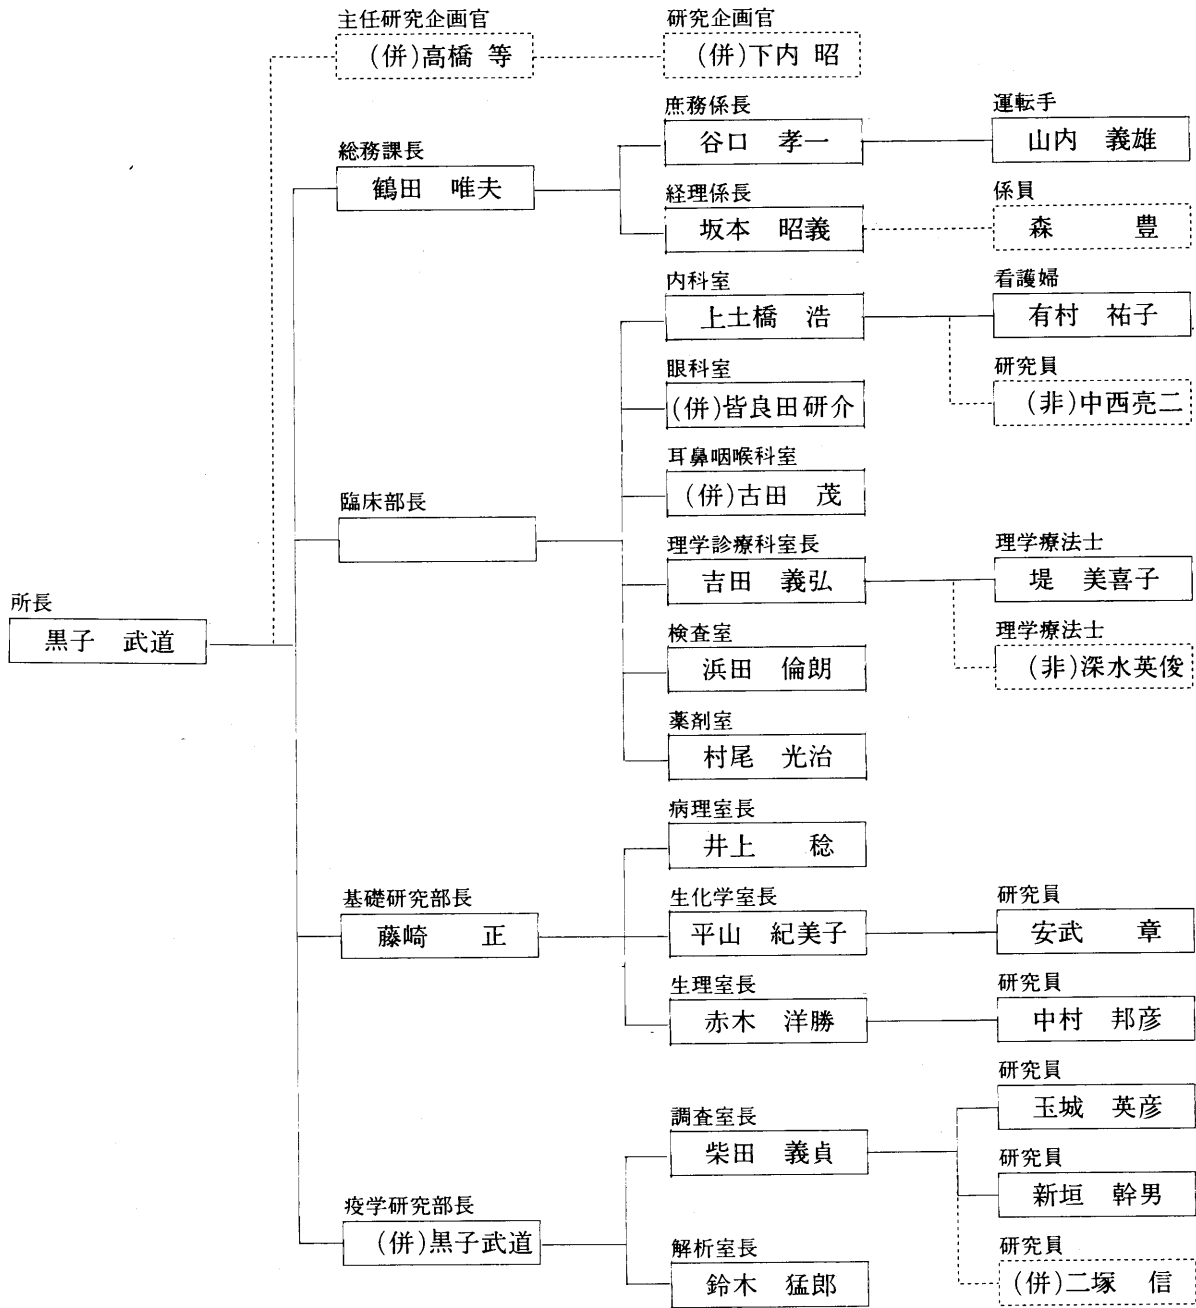 主任研究企画官
(併)高橋 等
研究企画官
(併)下内 昭
庶務係長
谷口 孝一
運転手
山内 義雄
総務課長
鶴田 唯夫
経理係長
坂本 昭義
係員
森 豊
内科室
上土橋 浩
看護婦
有村 祐子
眼科室
(併)皆良田研介
研究員
(非)中西亮二
耳鼻咽喉科室
(併)古田 茂
臨床部長
理学診療科室長
吉田 義弘
理学療法士
堤 美喜子
所長
黒子 武道
検査室
浜田 倫朗
理学療法士
(非)深水英俊
薬剤室
村尾 光治
病理室長
井上 稔
基礎研究部長
藤崎 正
生化学室長
平山 紀美子
研究員
安武 章
生理室長
赤木 洋勝
研究員
中村 邦彦
研究員
玉城 英彦
調査室長
柴田 義貞
研究員
新垣 幹男
疫学研究部長
(併)黒子武道
解析室長
鈴木 猛郎
研究員
(併)二塚 信